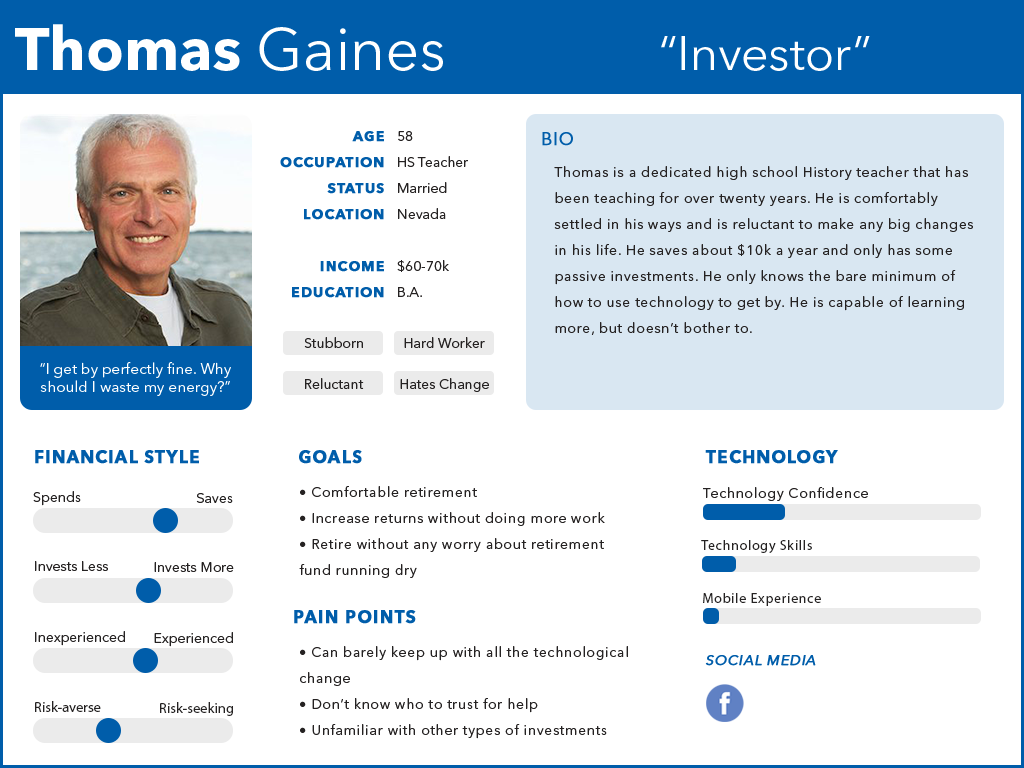 Thomas Gaines
“Investor”
AGE 58
OCCUPATION HS Teacher
STATUS Married
LOCATION Nevada
INCOME $60-70k
EDUCATION B.A.
Stubborn
Hard Worker
Reluctant
Hates Change
“I get by perfectly fine. Why
should I waste my energy?”
BIO
Thomas is a dedicated high school History teacher that has
been teaching for over twenty years. He is comfortably
settled in his ways and is reluctant to make any big changes
in his life. He saves about $10k a year and only has some
passive investments. He only knows the bare minimum of
how to use technology to get by. He is capable of learning
more, but doesn’t bother to.
FINANCIAL STYLE
Spends Saves
Invests Less Invests More
Inexperienced Experienced
Risk-averse Risk-seeking
GOALS
• Comfortable retirement
• Increase returns without doing more work
• Retire without any worry about retirement
fund running dry
PAIN POINTS
• Can barely keep up with all the technological
change
• Don’t know who to trust for help
• Unfamiliar with other types of investments
TECHNOLOGY
Technology Confidence
Technology Skills
Mobile Experience
SOCIAL MEDIA
f